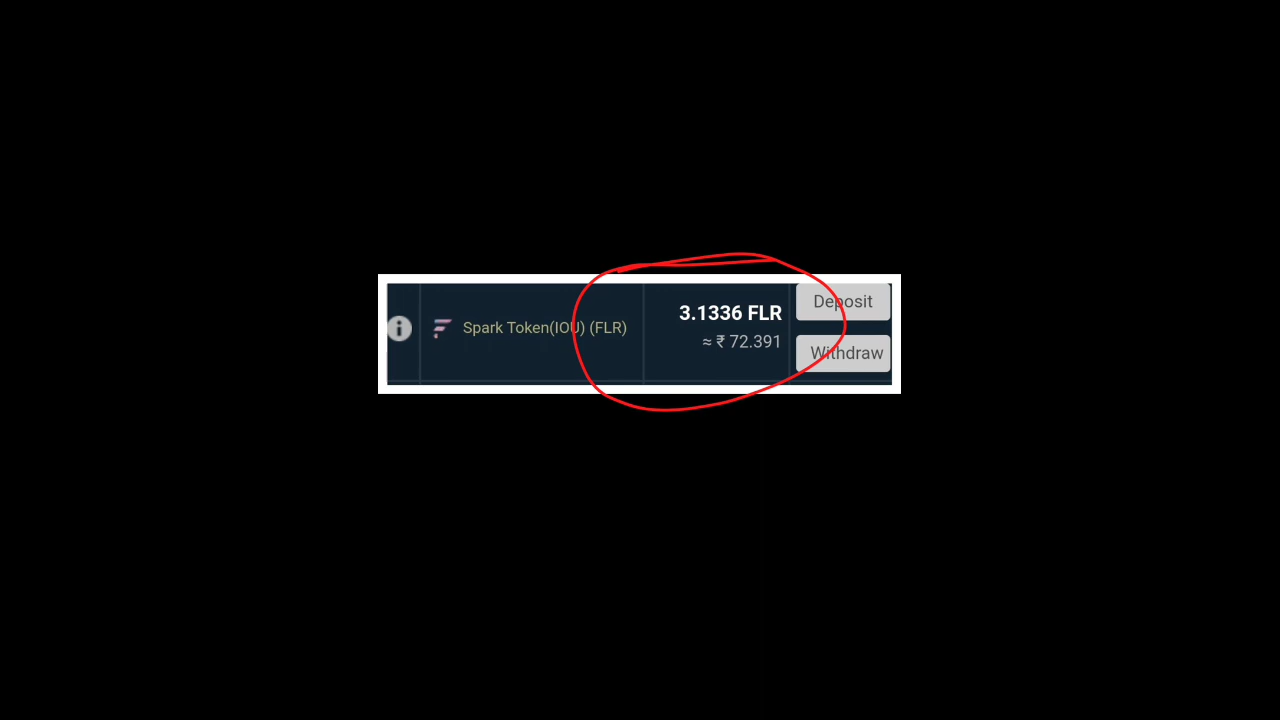 Spark Token(IOU) (FLR)
3.1336 FLR
≈ ₹ 72.391
Deposit
Withdraw